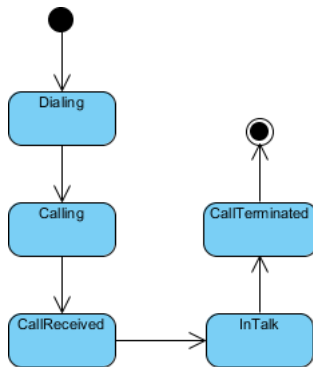 Dialing
Calling
CallReceived
InTalk
CallTerminated